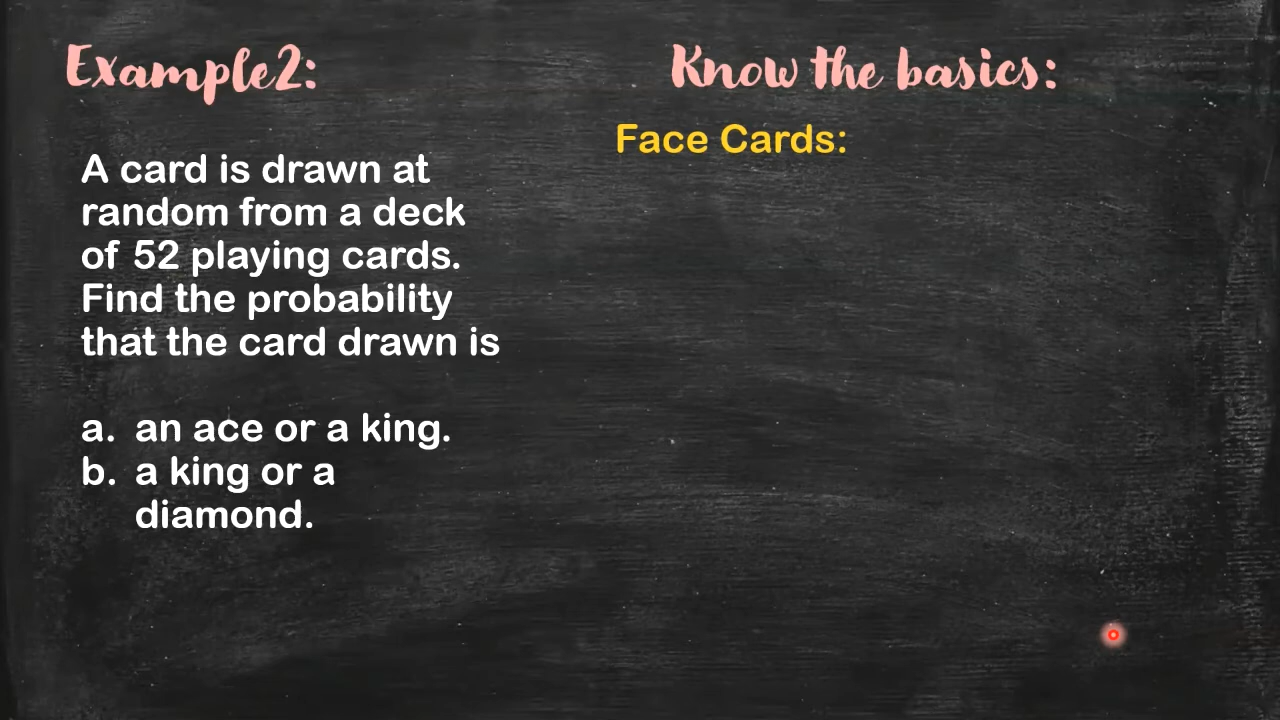 Example2:
A card is drawn at
random from a deck
of 52 playing cards.
Find the probability
that the card drawn is
a. an ace or a king.
b. a king or a
diamond.
Know the basics:
Face Cards: